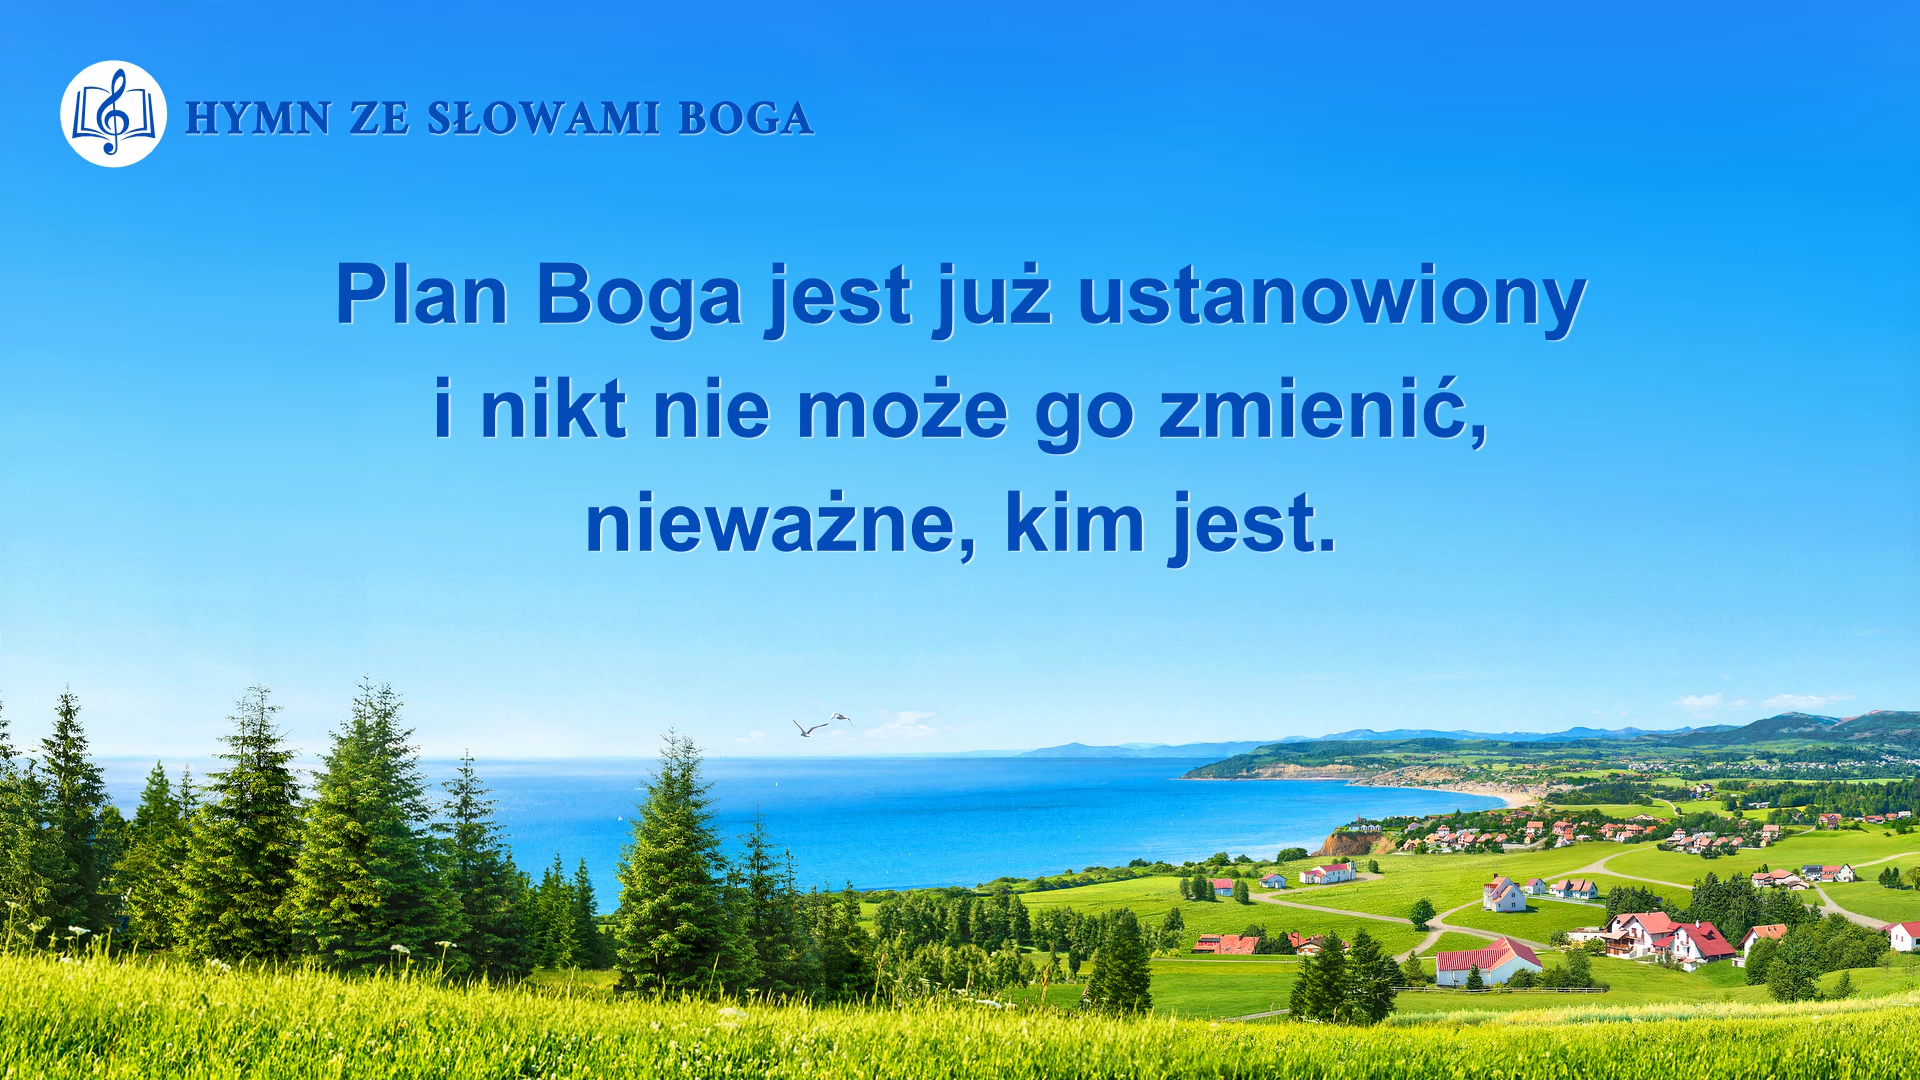 HYMN ZE SŁOWAMI BOGA
Plan Boga jest już ustanowiony
i nikt nie może go zmienić,
nieważne, kim jest.